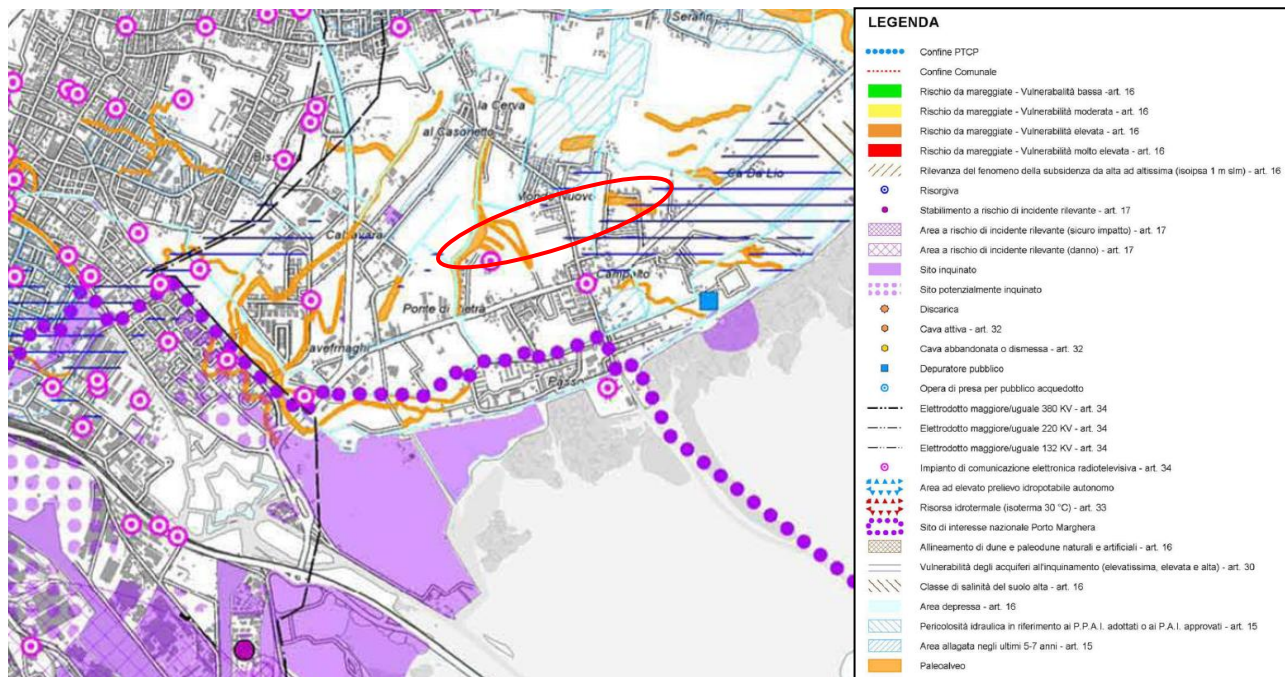 Serafin
la Cerva
al Casonetto
Biss
Ca Da Lio
Mondo Nuovo
Campalto
Ponte di Pietra
Passo
LEGENDA
Confine PTCP
Confine Comunale
Rischio da mareggiate - Vulnerabilità bassa -art. 16
Rischio da mareggiate - Vulnerabilità moderata - art. 16
Rischio da mareggiate - Vulnerabilità elevata - art. 16
Rischio da mareggiate - Vulnerabilità molto elevata - art. 16
Rilevanza del fenomeno della subsidenza da alta ad altissima (isoipsa 1 m slm) - art. 16
Risorgiva
Stabilimento a rischio di incidente rilevante - art. 17
Area a rischio di incidente rilevante (sicuro impatto) - art. 17
Area a rischio di incidente rilevante (danno) - art. 17
Sito inquinato
Sito potenzialmente inquinato
Discarica
Cava attiva - art. 32
Cava abbandonata o dismessa - art. 32
Depuratore pubblico
Opera di presa per pubblico acquedotto
Elettrodotto maggiore/uguale 380 KV - art. 34
Elettrodotto maggiore/uguale 220 KV - art. 34
Elettrodotto maggiore/uguale 132 KV - art. 34
Impianto di comunicazione elettronica radiotelevisiva - art. 34
Area ad elevato prelievo idropotabile autonomo
Risorsa idrotermale (isoterma 30 °C) - art. 33
Sito di interesse nazionale Porto Marghera
Allineamento di dune e paleodune naturali e artificiali - art. 16
Vulnerabilità degli acquiferi all'inquinamento (elevatissima, elevata e alta) - art. 30
Classe di salinità del suolo alta - art. 16
Area depressa - art. 16
Pericolosità idraulica in riferimento ai P.P.A.I. adottati o ai P.A.I. approvati - art. 15
Area allagata negli ultimi 5-7 anni - art. 15
Paleoalveo